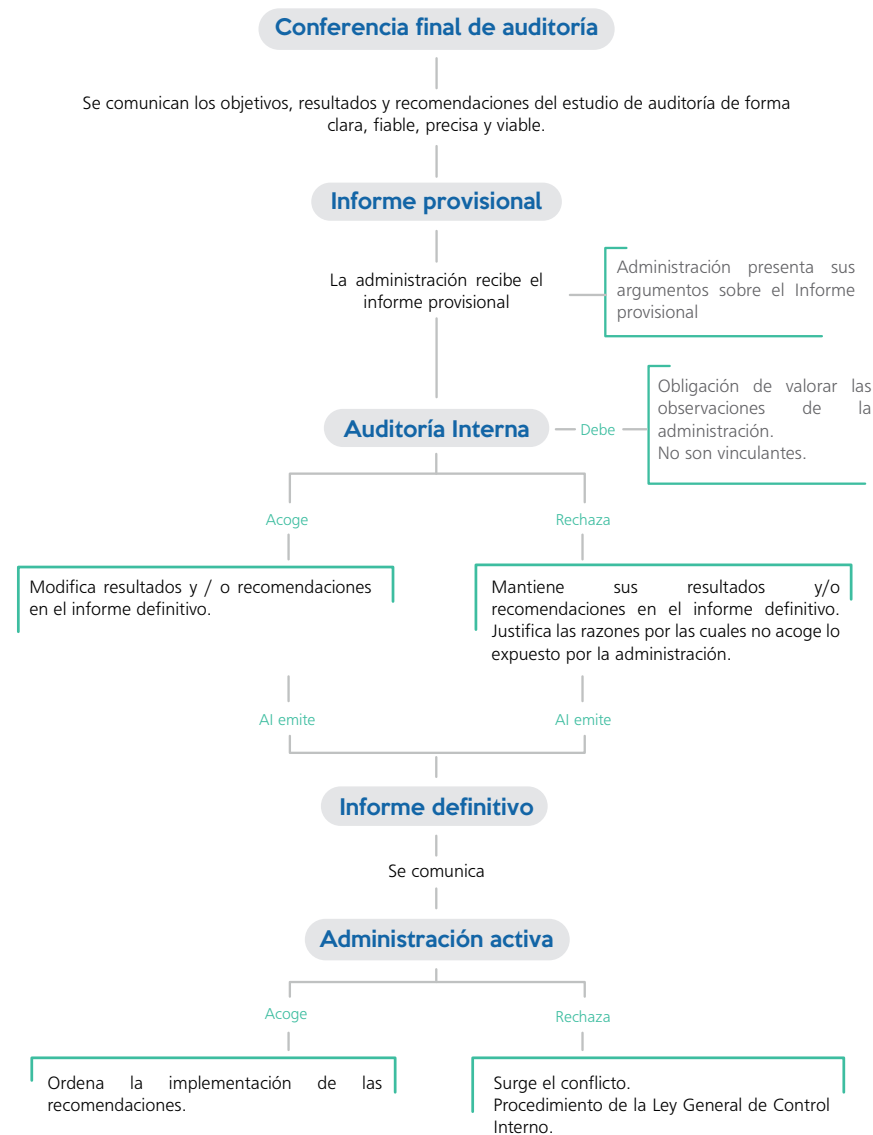 Conferencia final de auditoría
Se comunican los objetivos, resultados y recomendaciones del estudio de auditoría de forma
clara, fiable, precisa y viable.
Informe provisional
La administración recibe el
informe provisional
Administración presenta sus
argumentos sobre el Informe
provisional
Auditoría Interna
Debe
Obligación de valorar las
observaciones de la
administración.
No son vinculantes.
Acoge
Rechaza
Modifica resultados y / o recomendaciones
en el informe definitivo.
Mantiene sus resultados y/o
recomendaciones en el informe definitivo.
Justifica las razones por las cuales no acoge lo
expuesto por la administración.
AI emite
AI emite
Informe definitivo
Se comunica
Administración activa
Acoge
Rechaza
Ordena la implementación de las
recomendaciones.
Surge el conflicto.
Procedimiento de la Ley General de Control
Interno.